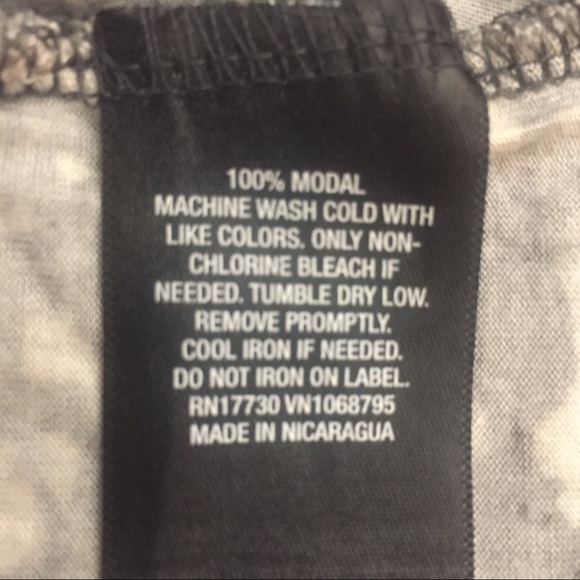 100% MODAL
MACHINE WASH COLD WITH
LIKE COLORS. ONLY NON-
CHLORINE BLEACH IF
NEEDED. TUMBLE DRY LOW.
REMOVE PROMPTLY.
COOL IRON IF NEEDED.
DO NOT IRON ON LABEL.
RN17730 VN1068795
MADE IN NICARAGUA